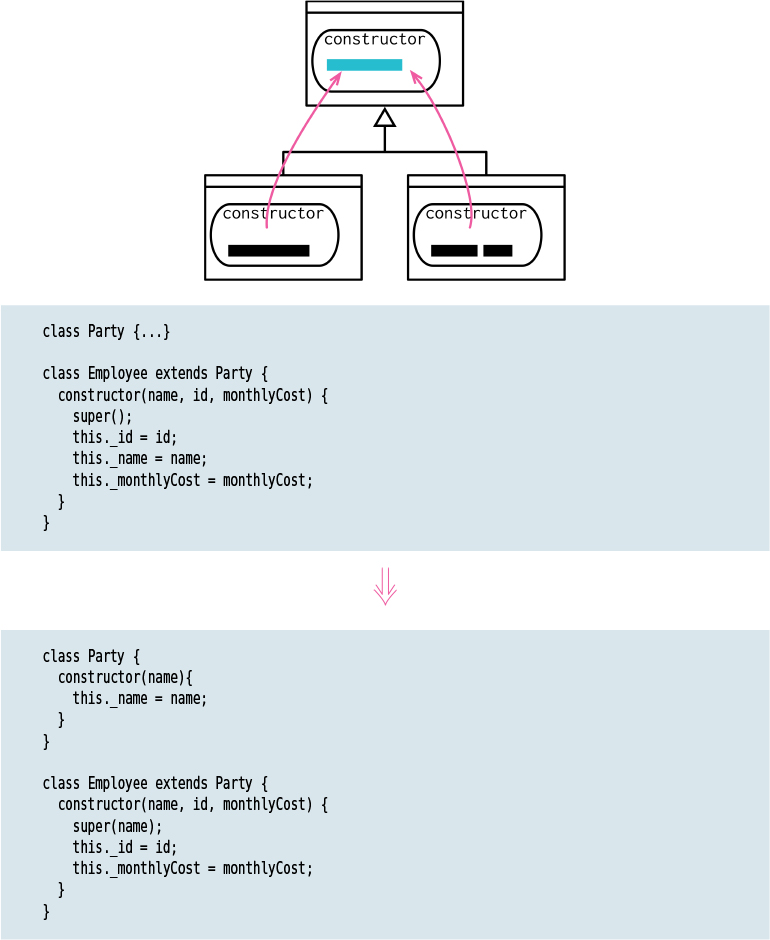 constructor
constructor
constructor
class Party {...}
class Employee extends Party {
constructor(name, id, monthlyCost) {
super();
this._id = id;
this._name = name;
this._monthlyCost = monthlyCost;
}
}
class Party {
constructor(name){
this._name = name;
}
}
class Employee extends Party {
constructor(name, id, monthlyCost) {
super(name);
this._id = id;
this._monthlyCost = monthlyCost;
}
}